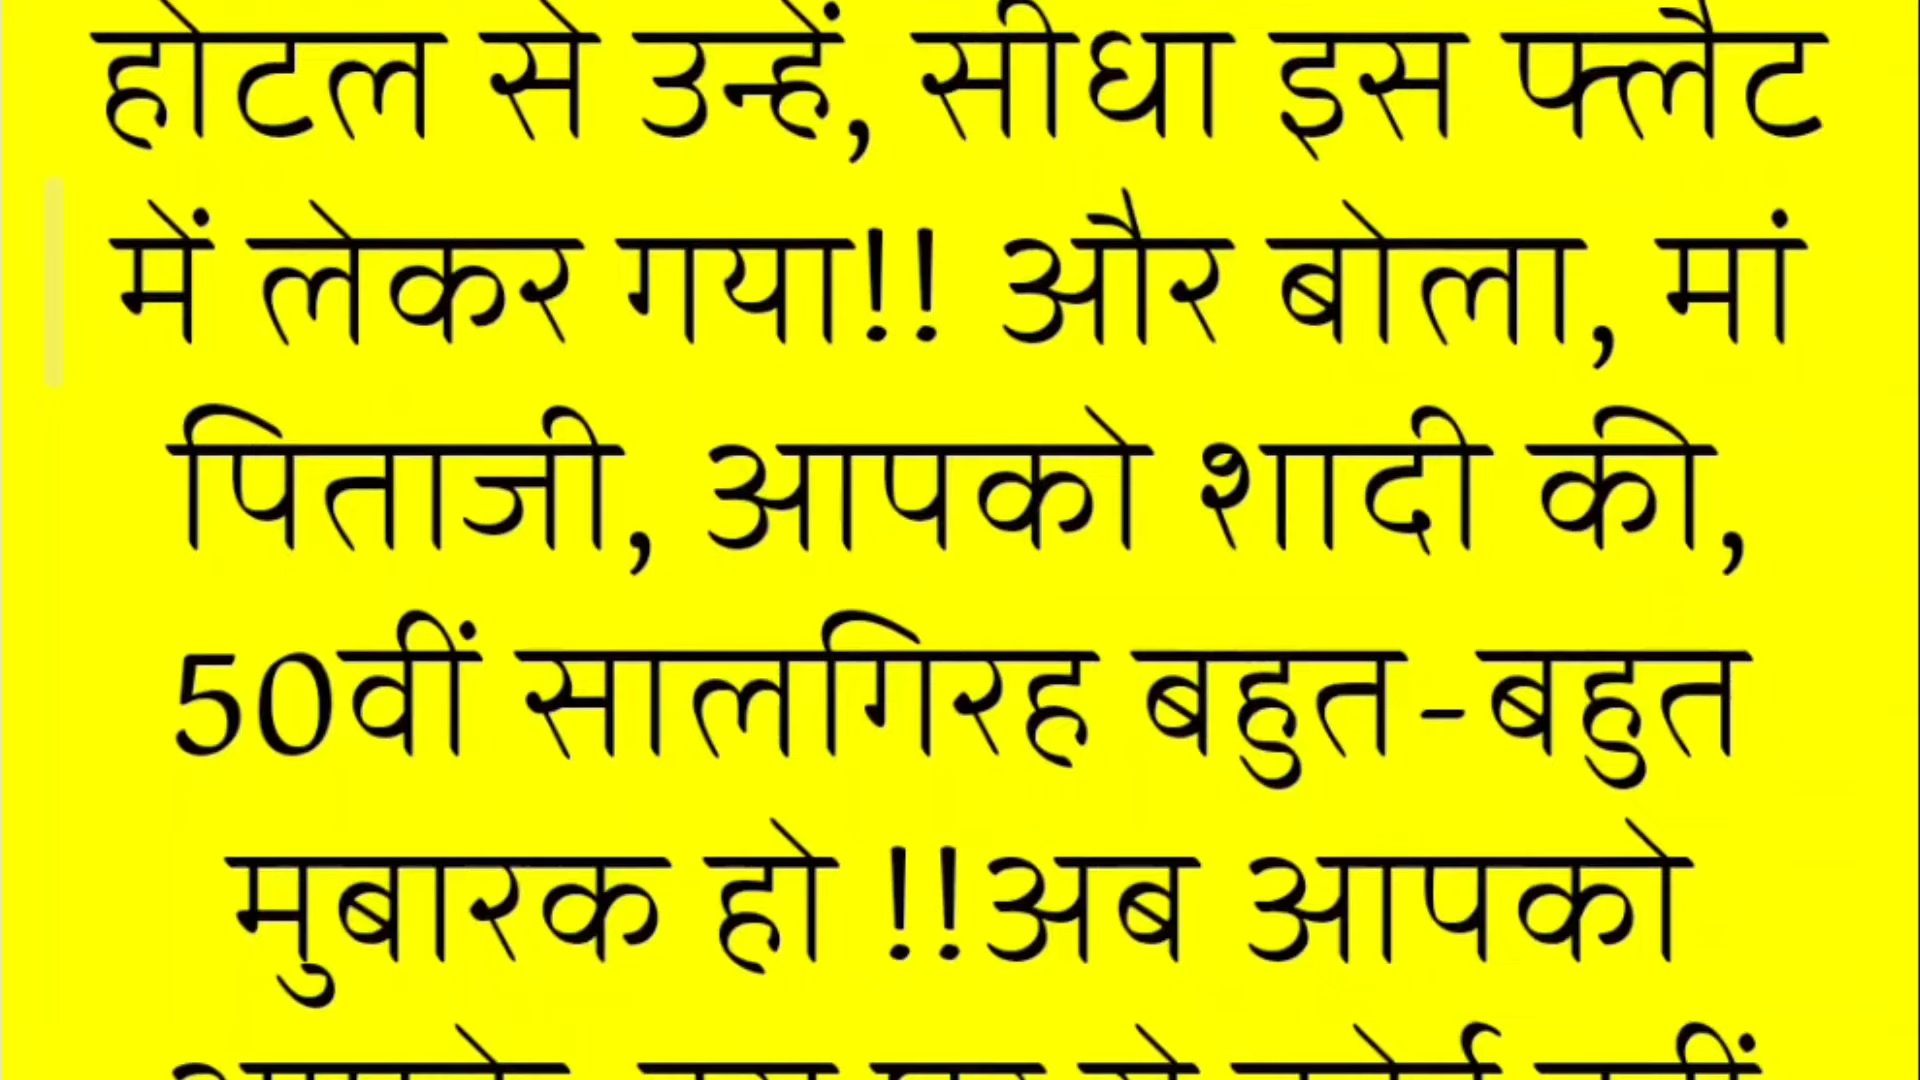 होटल से उन्हें, सीधा इस फ्लैट
में लेकर गया!! और बोला, मां
पिताजी, आपको शादी की,
50वीं सालगिरह बहुत-बहुत
मुबारक हो !!अब आपको